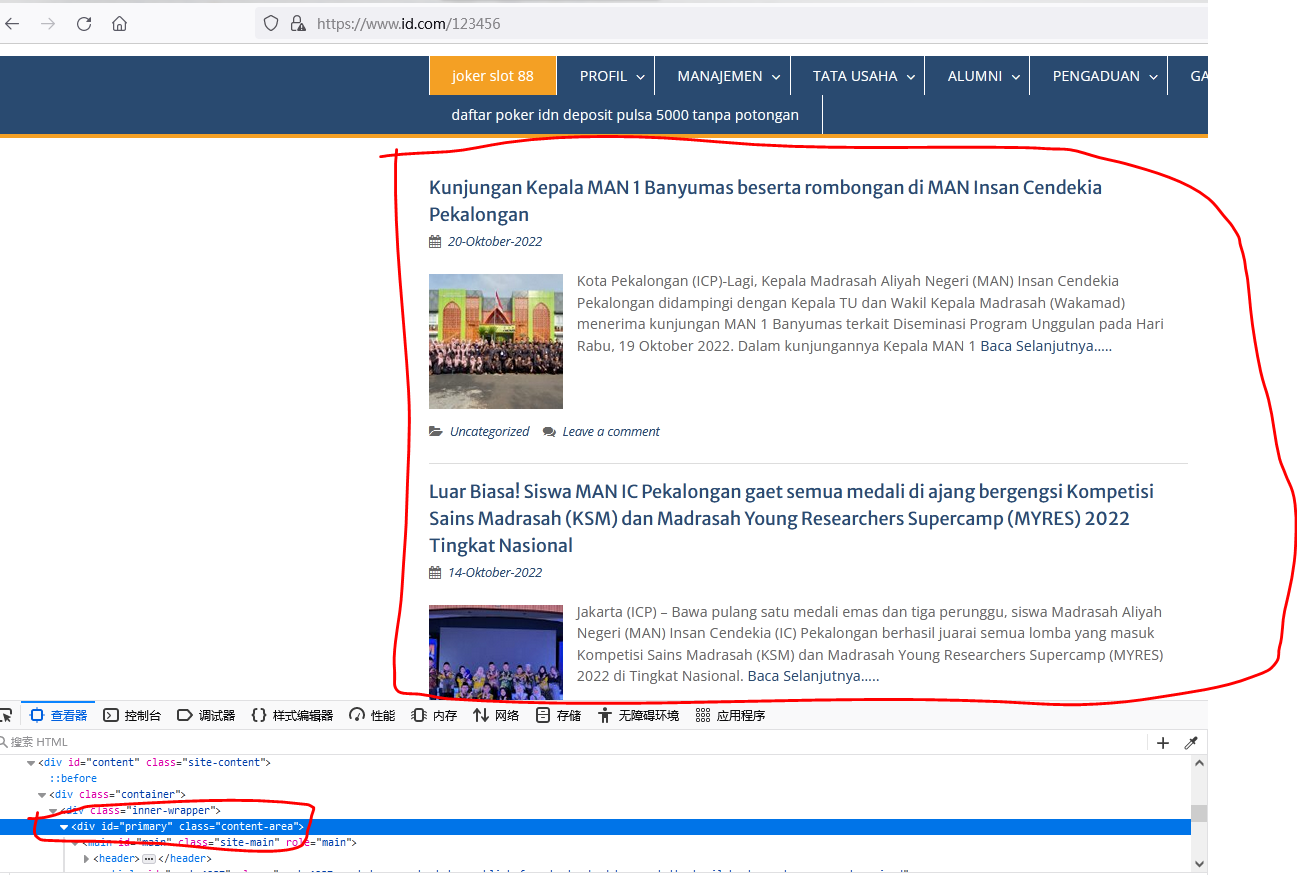 https://www.id.com/123456
joker slot 88 PROFIL MANAJEMEN TATA USAHA ALUMNI PENGADUAN GA
daftar poker idn deposit pulsa 5000 tanpa potongan
Kunjungan Kepala MAN 1 Banyumas beserta rombongan di MAN Insan Cendekia
Pekalongan
20-Oktober-2022
Kota Pekalongan (ICP)-Lagi, Kepala Madrasah Aliyah Negeri (MAN) Insan Cendekia
Pekalongan didampingi dengan Kepala TU dan Wakil Kepala Madrasah (Wakamad)
menerima kunjungan MAN 1 Banyumas terkait Diseminasi Program Unggulan pada Hari
Rabu, 19 Oktober 2022. Dalam kunjungannya Kepala MAN 1 Baca Selanjutnya.....
Uncategorized Leave a comment
Luar Biasa! Siswa MAN IC Pekalongan gaet semua medali di ajang bergengsi Kompetisi
Sains Madrasah (KSM) dan Madrasah Young Researchers Supercamp (MYRES) 2022
Tingkat Nasional
14-Oktober-2022
Jakarta (ICP) – Bawa pulang satu medali emas dan tiga perunggu, siswa Madrasah Aliyah
Negeri (MAN) Insan Cendekia (IC) Pekalongan berhasil juarai semua lomba yang masuk
Kompetisi Sains Madrasah (KSM) dan Madrasah Young Researchers Supercamp (MYRES)
2022 di Tingkat Nasional. Baca Selanjutnya.....
查看器 控制台 调试器 样式编辑器 性能 内存 网络 存储 无障碍环境 应用程序
搜索 HTML
<div id="content" class="site-content">
::before
<div class="container">
<div class="inner-wrapper">
<div id="primary" class="content-area">
<main id="main" class="site-main" role="main">
<header> ••• </header>